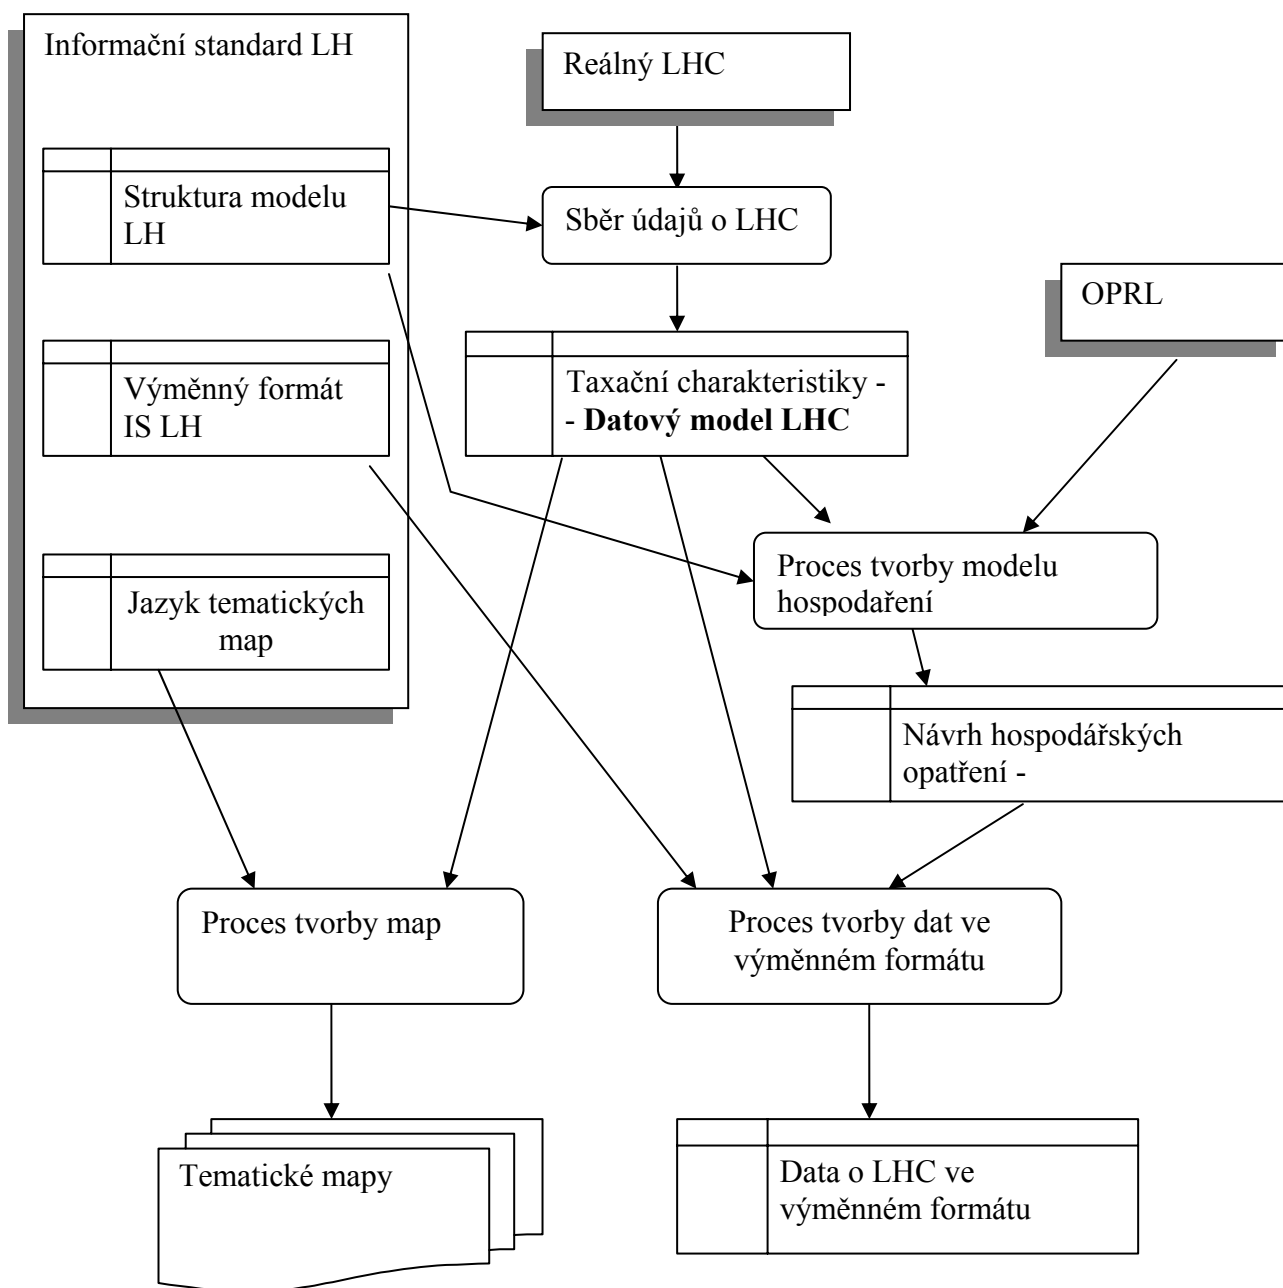 Informační standard LH
Reálný LHC
Struktura modelu
LH
Sběr údajů o LHC
OPRL
Výměnný formát
IS LH
Taxační charakteristiky -
- Datový model LHC
Jazyk tematických
map
Proces tvorby modelu
hospodaření
Návrh hospodářských
opatření -
Proces tvorby map
Proces tvorby dat ve
výměnném formátu
Tematické mapy
Data o LHC ve
výměnném formátu